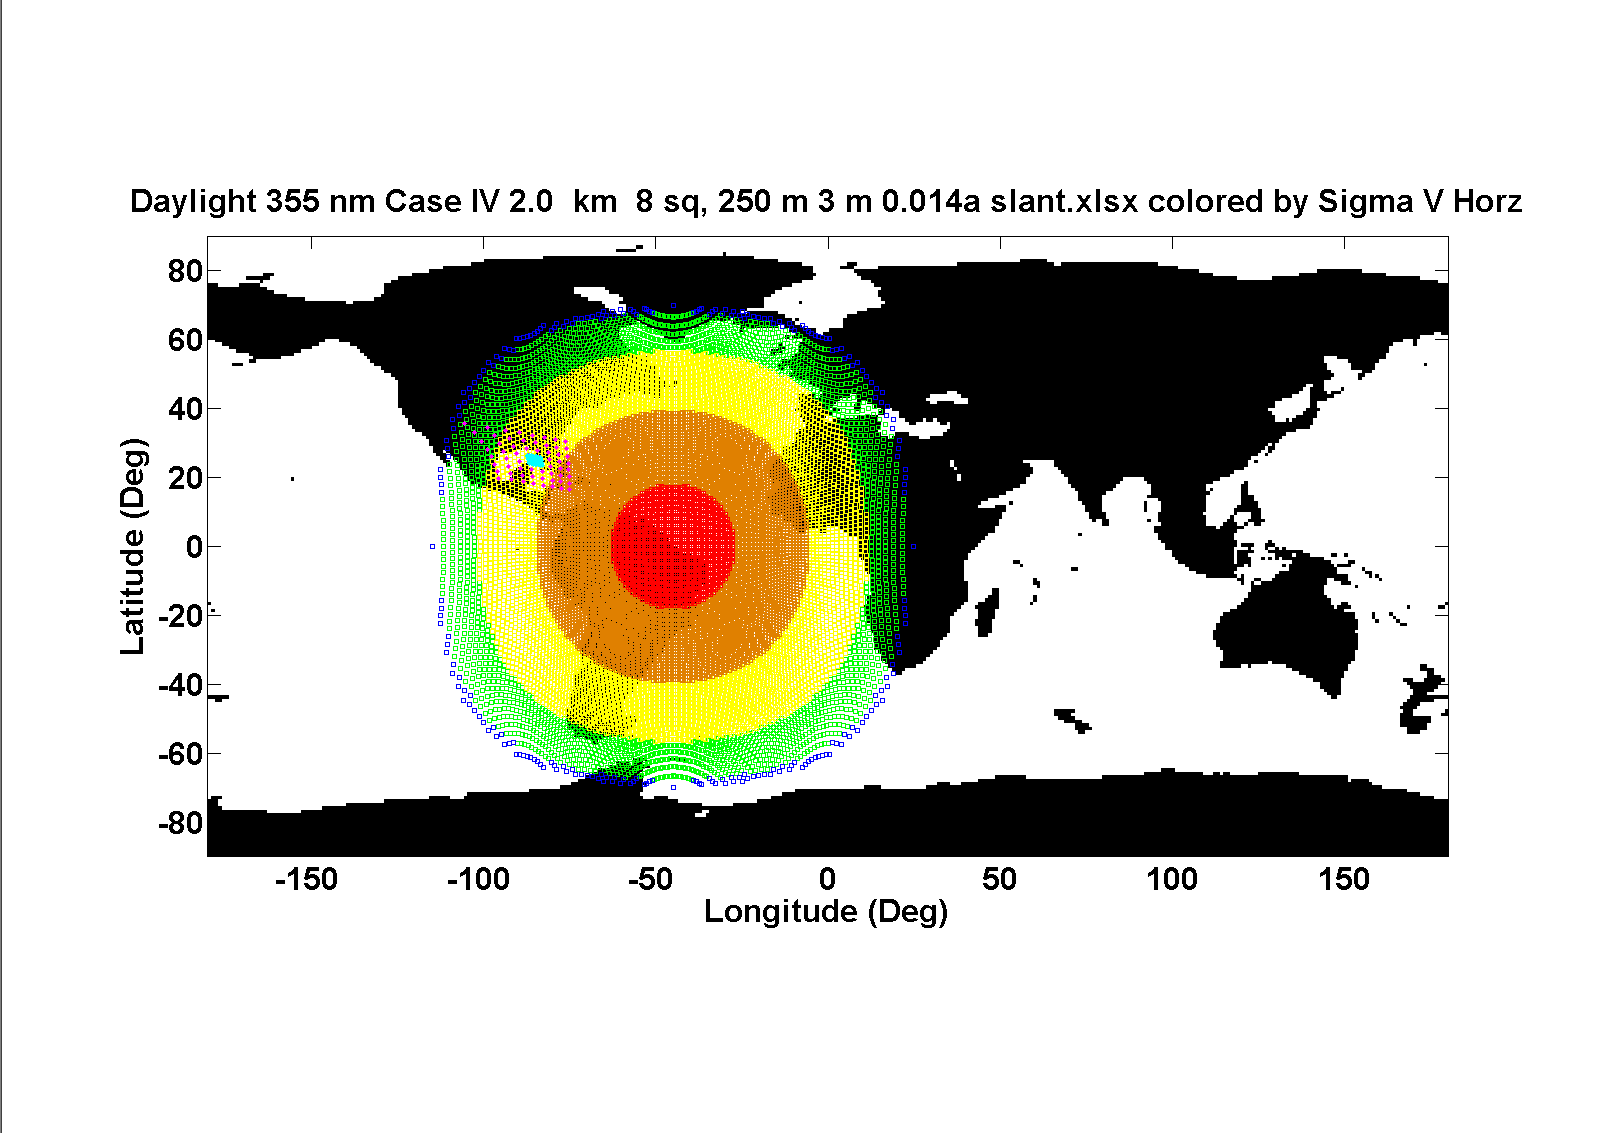 Daylight 355 nm Case IV 2.0  km  8 sq, 250 m 3 m 0.014a slant.xlsx colored by Sigma V Horz
80
60
40
20
0
-20
-40
-60
-80
Latitude (Deg)
-150 -100 -50 0 50 100 150
Longitude (Deg)